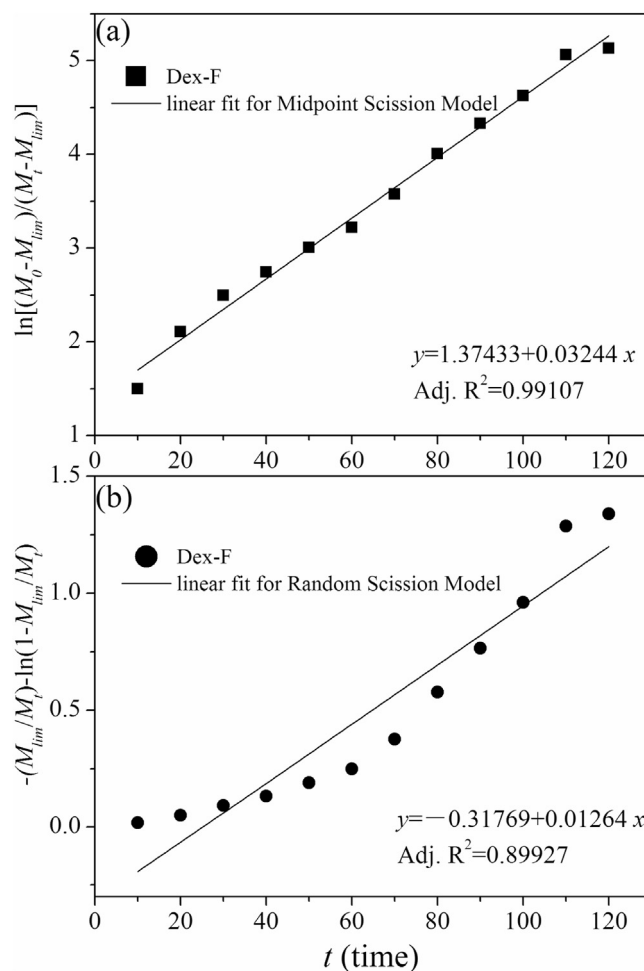 (a)
Dex-F
linear fit for Midpoint Scission Model
ln[(M₀-Mₗᵢₘ)/(Mₜ-Mₗᵢₘ)]
5
4
3
2
1
y=1.37433+0.03244 x
Adj. R²=0.99107
0 20 40 60 80 100 120
(b)
Dex-F
linear fit for Random Scission Model
-(Mₗᵢₘ/Mₜ)-ln(1-Mₗᵢₘ/Mₜ)
1.5
1.0
0.5
0.0
y=－0.31769+0.01264 x
Adj. R²=0.89927
0 20 40 60 80 100 120
t (time)